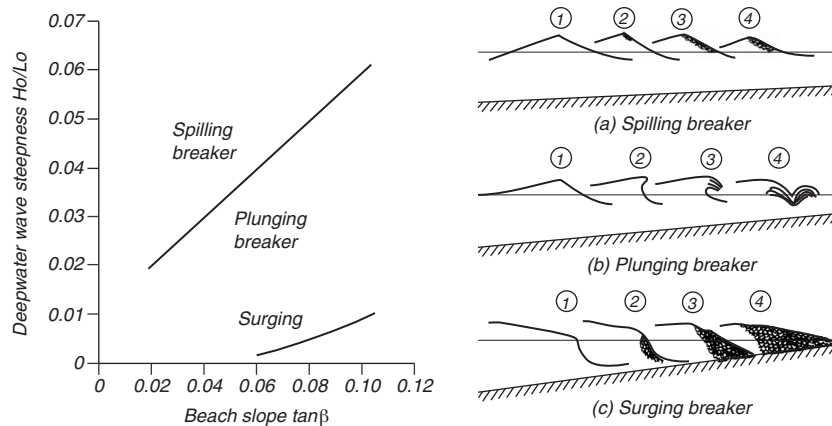 Deepwater wave steepness Ho/Lo
0.07
0.06
0.05
0.04
0.03
0.02
0.01
0
Spilling
breaker
Plunging
breaker
Surging
0
0.02
0.04
0.06
0.08
0.10
0.12
Beach slope tanβ
1
2
3
4
(a) Spilling breaker
1
2
3
4
(b) Plunging breaker
1
2
3
4
(c) Surging breaker